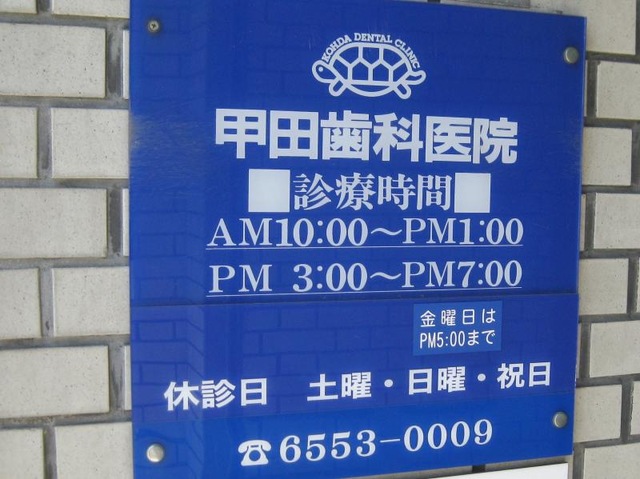 KOHDA DENTAL CLINIC
甲田歯科医院
■診療時間■
AM10:00〜PM1:00
PM 3:00〜PM7:00
金曜日は
PM5:00まで
休診日 土曜・日曜・祝日
☎6553-0009